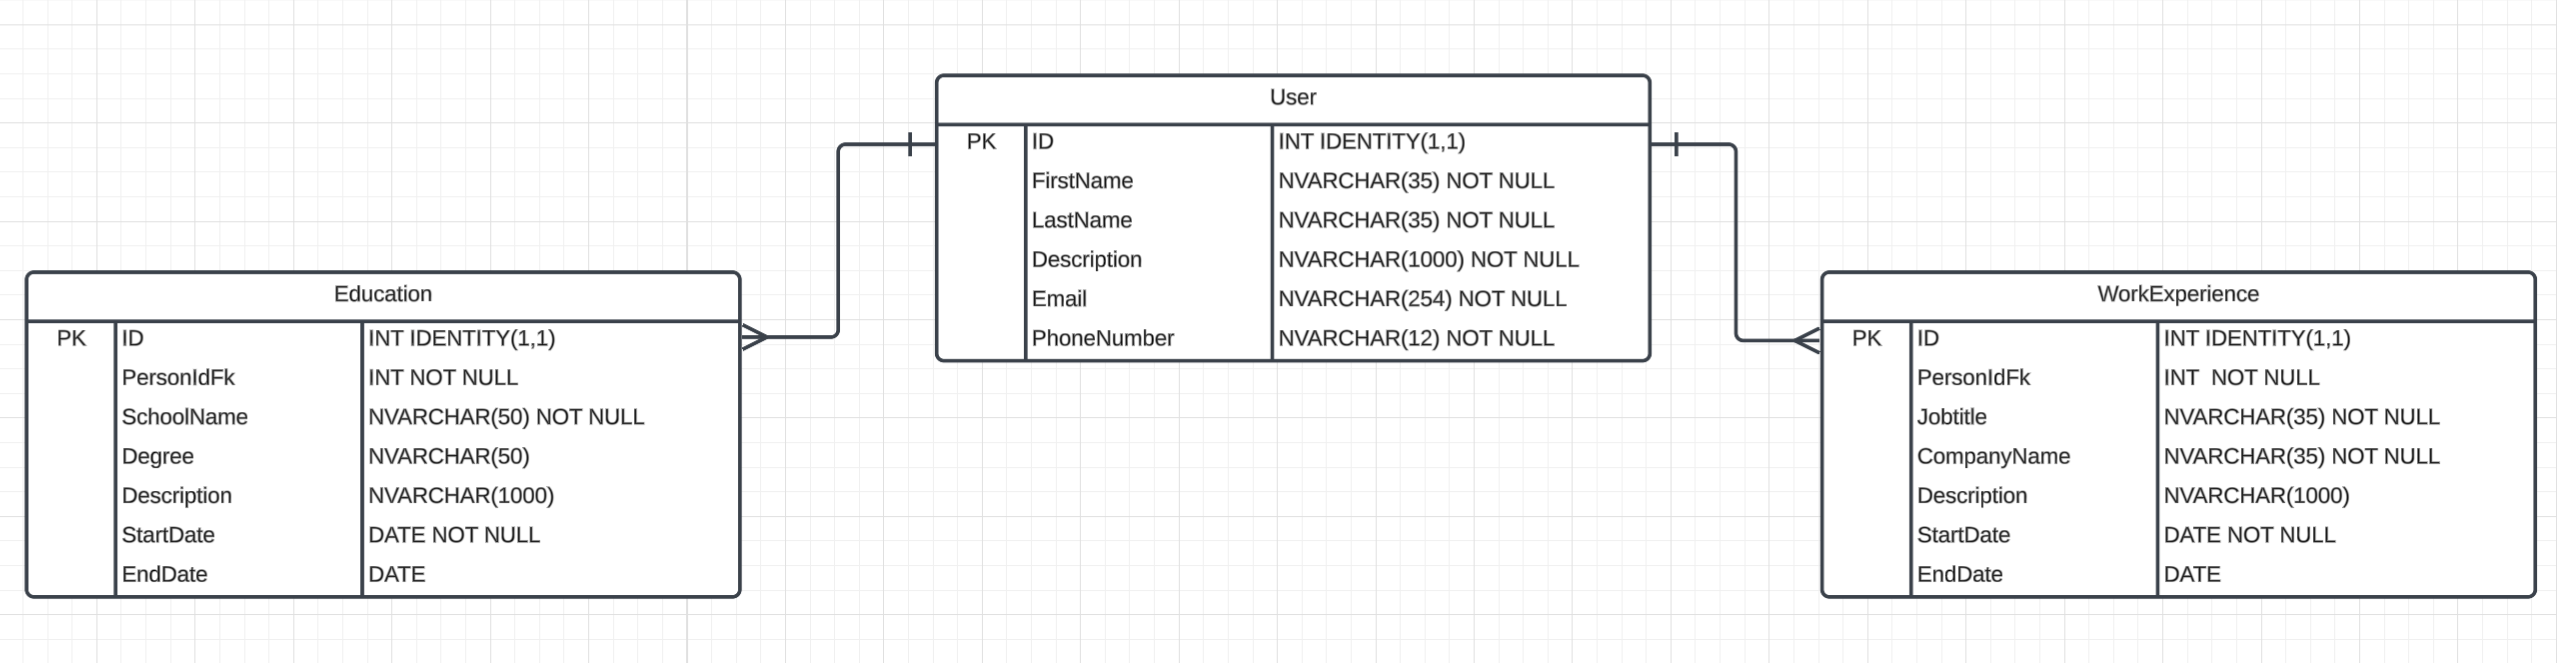 User
PK ID INT IDENTITY(1,1)
FirstName NVARCHAR(35) NOT NULL
LastName NVARCHAR(35) NOT NULL
Description NVARCHAR(1000) NOT NULL
Email NVARCHAR(254) NOT NULL
PhoneNumber NVARCHAR(12) NOT NULL
Education
PK ID INT IDENTITY(1,1)
PersonIdFk INT NOT NULL
SchoolName NVARCHAR(50) NOT NULL
Degree NVARCHAR(50)
Description NVARCHAR(1000)
StartDate DATE NOT NULL
EndDate DATE
WorkExperience
PK ID INT IDENTITY(1,1)
PersonIdFk INT  NOT NULL
Jobtitle NVARCHAR(35) NOT NULL
CompanyName NVARCHAR(35) NOT NULL
Description NVARCHAR(1000)
StartDate DATE NOT NULL
EndDate DATE